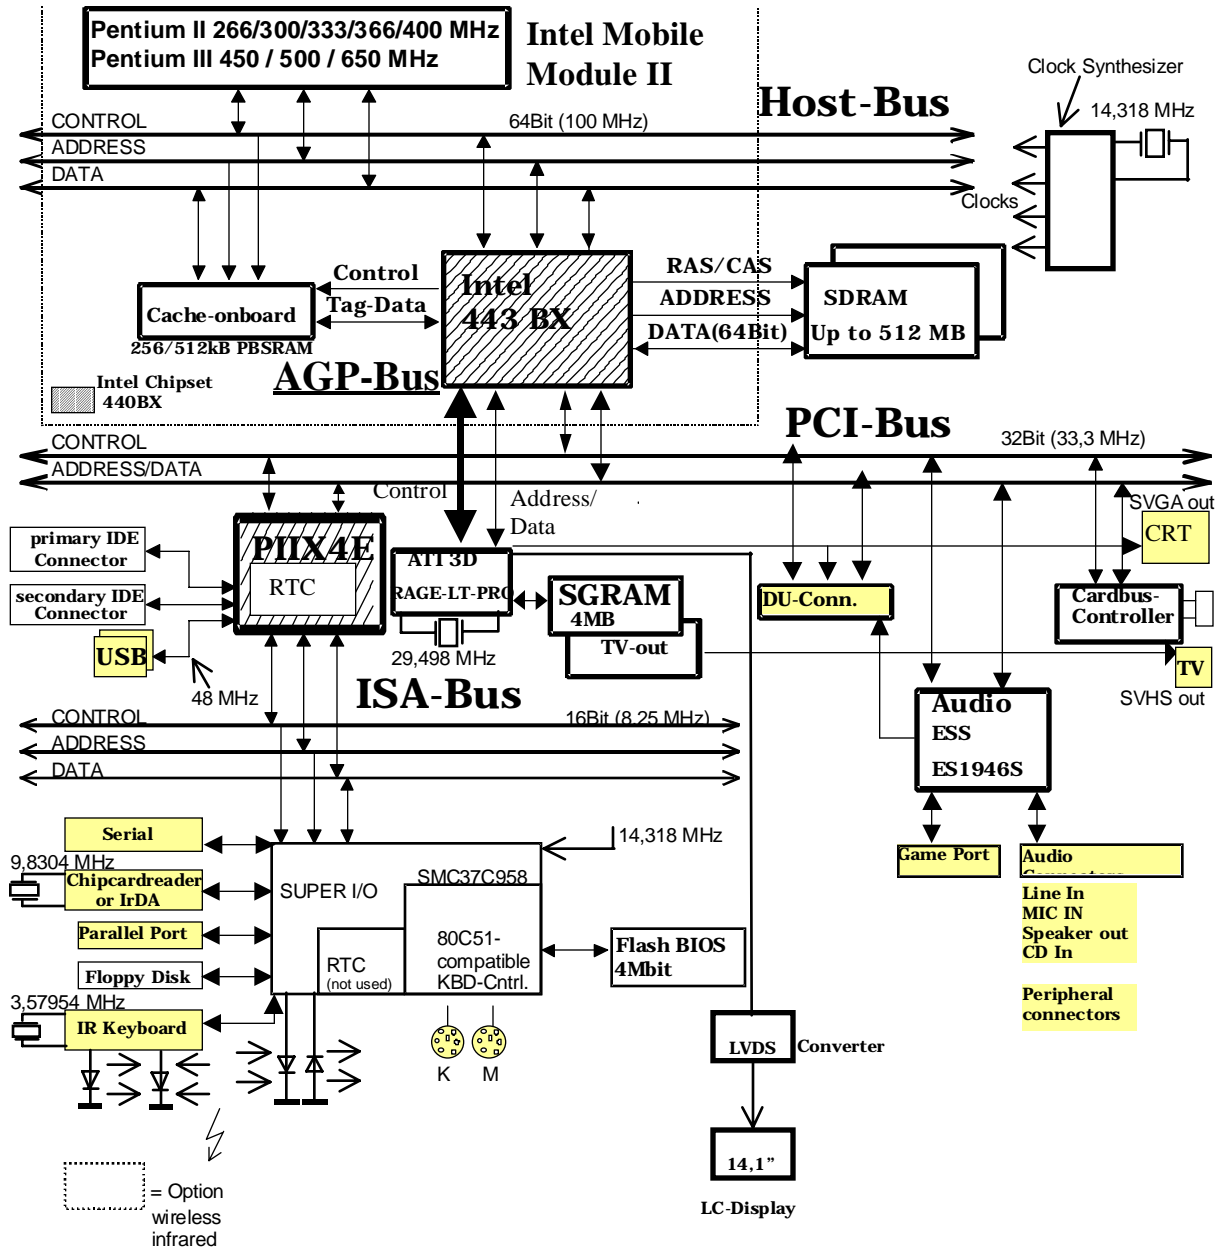 Pentium II 266/300/333/366/400 MHz
Pentium III 450 / 500 / 650 MHz
Intel Mobile
Module II
Host-Bus
Clock Synthesizer
14,318 MHz
CONTROL
64Bit (100 MHz)
ADDRESS
DATA
Clocks
Control
Tag-Data
Intel
443 BX
RAS/CAS
ADDRESS
DATA(64Bit)
SDRAM
Up to 512 MB
Cache-onboard
256/512kB PBSRAM
AGP-Bus
Intel Chipset
440BX
PCI-Bus
CONTROL
32Bit (33,3 MHz)
ADDRESS/DATA
Control
Address/
Data
SVGA out
CRT
primary IDE
Connector
secondary IDE
Connector
USB
48 MHz
PIIX4E
RTC
ATI 3D
RAGE-LT-PRO
29,498 MHz
SGRAM
4MB
TV-out
DU-Conn.
Cardbus-
Controller
TV
SVHS out
ISA-Bus
CONTROL
16Bit (8,25 MHz)
ADDRESS
DATA
Audio
ESS
ES1946S
Serial
9,8304 MHz
Chipcardreader
or IrDA
Parallel Port
Floppy Disk
3,57954 MHz
IR Keyboard
14,318 MHz
SUPER I/O
SMC37C958
RTC
(not used)
80C51-
compatible
KBD-Cntrl.
Flash BIOS
4Mbit
Game Port
Audio
Connectors
Line In
MIC IN
Speaker out
CD In
Peripheral
connectors
K
M
LVDS
Converter
14,1”
LC-Display
= Option
wireless
infrared